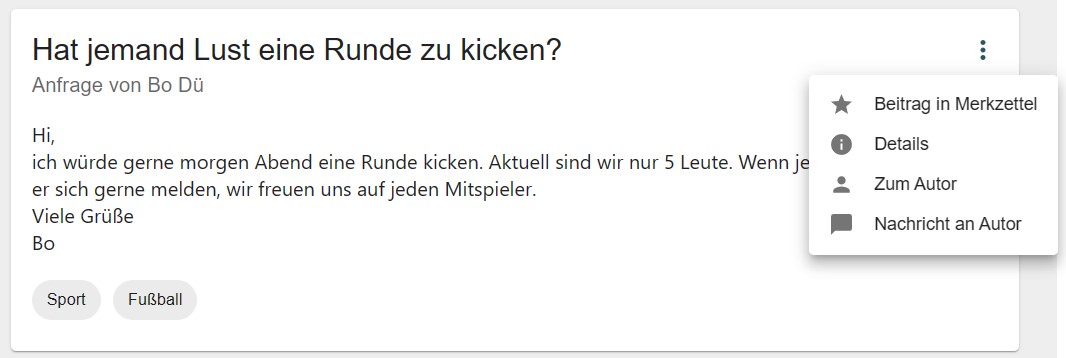 Hat jemand Lust eine Runde zu kicken?
Anfrage von Bo Dü
Hi,
ich würde gerne morgen Abend eine Runde kicken. Aktuell sind wir nur 5 Leute. Wenn
er sich gerne melden, wir freuen uns auf jeden Mitspieler.
Viele Grüße
Bo
Sport
Fußball
Beitrag in Merkzettel
Details
Zum Autor
Nachricht an Autor